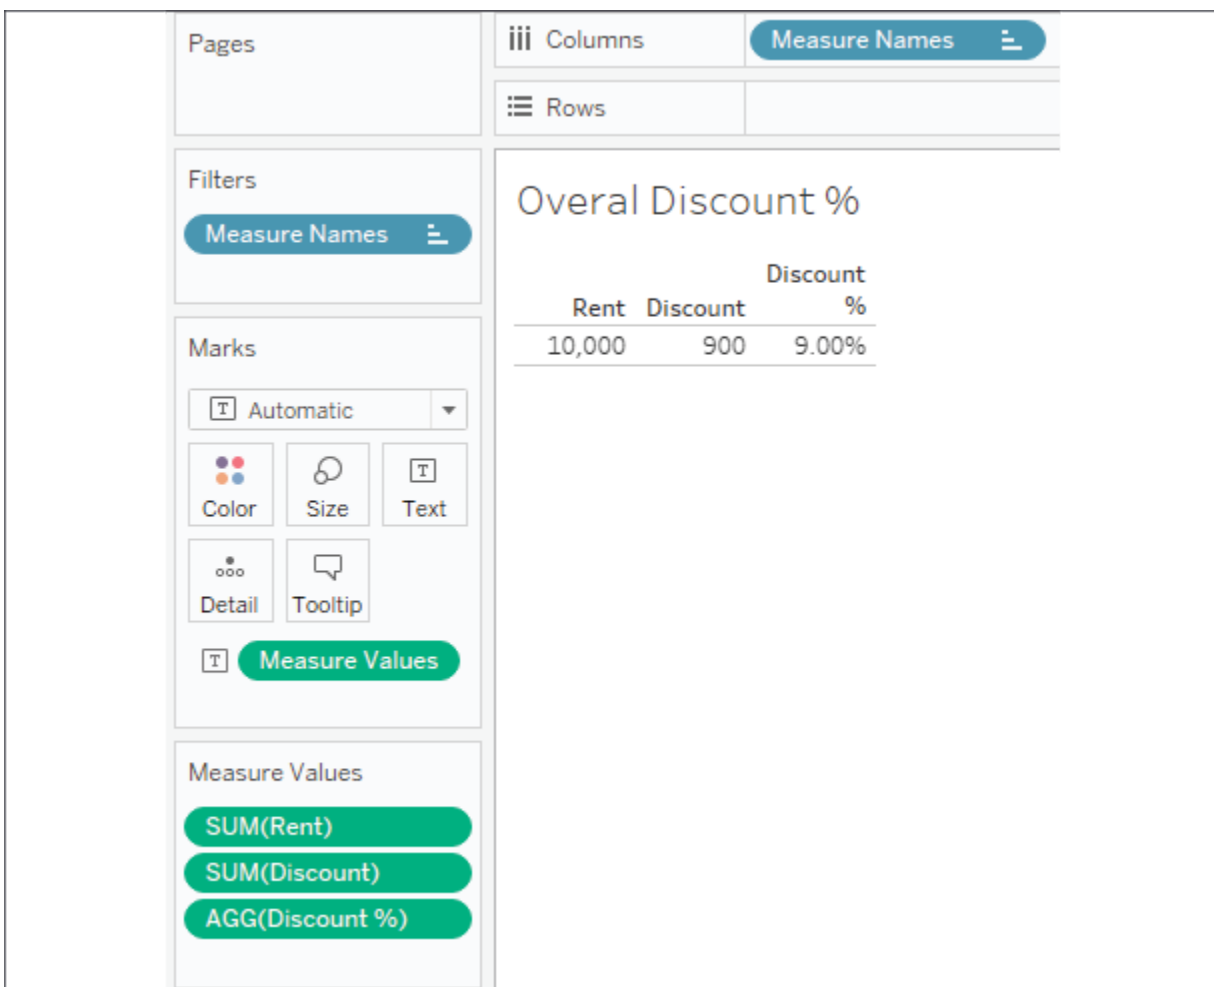 Pages
Columns
Measure Names
Rows
Filters
Measure Names
Overal Discount %
Discount
Rent Discount %
10,000 900 9.00%
Marks
T Automatic
Color Size T Text
Detail Tooltip
T Measure Values
Measure Values
SUM(Rent)
SUM(Discount)
AGG(Discount %)